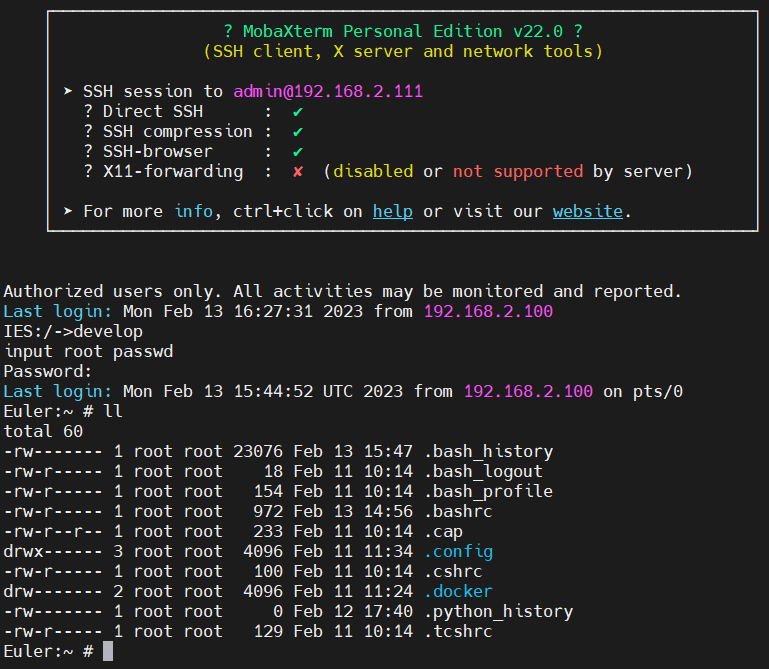 ? MobaXterm Personal Edition v22.0 ?
(SSH client, X server and network tools)
➤ SSH session to admin@192.168.2.111
? Direct SSH      :  ✔
? SSH compression :  ✔
? SSH-browser     :  ✔
? X11-forwarding  :  ✘  (disabled or not supported by server)
➤ For more info, ctrl+click on help or visit our website.
Authorized users only. All activities may be monitored and reported.
Last login: Mon Feb 13 16:27:31 2023 from 192.168.2.100
IES:/->develop
input root passwd
Password:
Last login: Mon Feb 13 15:44:52 UTC 2023 from 192.168.2.100 on pts/0
Euler:~ # ll
total 60
-rw------- 1 root root 23076 Feb 13 15:47 .bash_history
-rw-r----- 1 root root    18 Feb 11 10:14 .bash_logout
-rw-r----- 1 root root   154 Feb 11 10:14 .bash_profile
-rw-r----- 1 root root   972 Feb 13 14:56 .bashrc
-rw-r--r-- 1 root root   233 Feb 11 10:14 .cap
drwx------ 3 root root  4096 Feb 11 11:34 .config
-rw-r----- 1 root root   100 Feb 11 10:14 .cshrc
drw------- 2 root root  4096 Feb 11 11:24 .docker
-rw------- 1 root root     0 Feb 12 17:40 .python_history
-rw-r----- 1 root root   129 Feb 11 10:14 .tcshrc
Euler:~ #